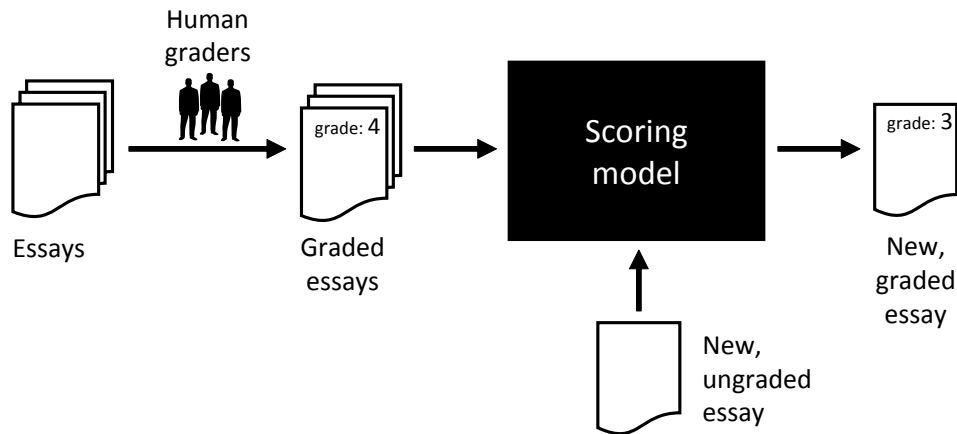 Human
graders
grade: 4
Scoring
model
grade: 3
Essays
Graded
essays
New,
graded
essay
New,
ungraded
essay